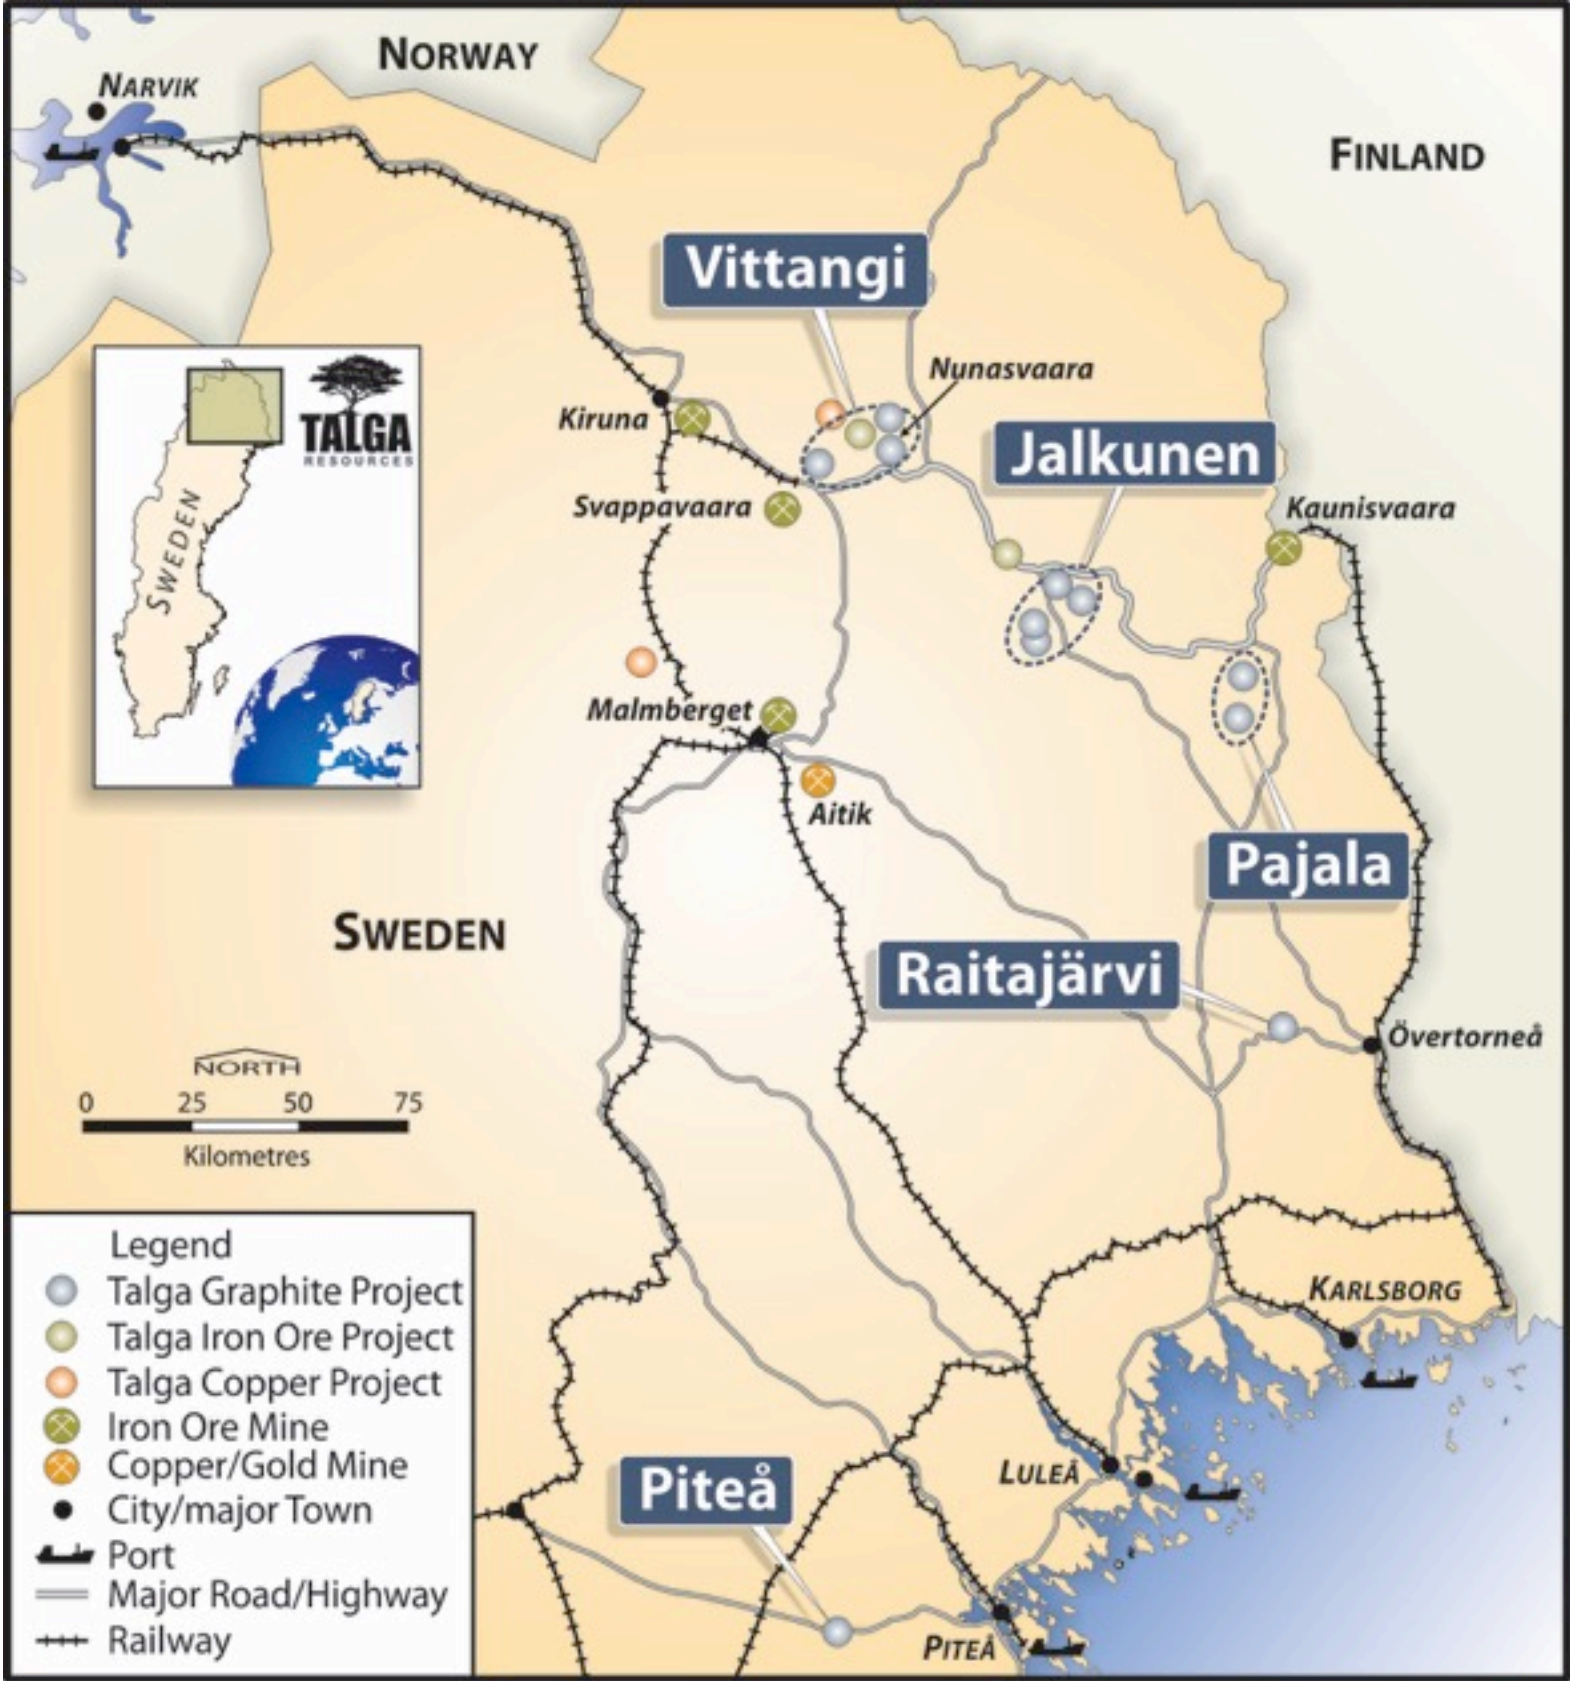 NORWAY
NARVIK
FINLAND
Vittangi
Nunasvaara
Kiruna
Jalkunen
TALGA
RESOURCES
SWEDEN
Svappavaara
Kaunisvaara
Malmberget
Aitik
Pajala
SWEDEN
Raitajärvi
Övertorneå
NORTH
0 25 50 75
Kilometres
Legend
Talga Graphite Project
Talga Iron Ore Project
Talga Copper Project
Iron Ore Mine
Copper/Gold Mine
City/major Town
Port
Major Road/Highway
Railway
KARLSBORG
LULEÅ
Piteå
PITEÅ